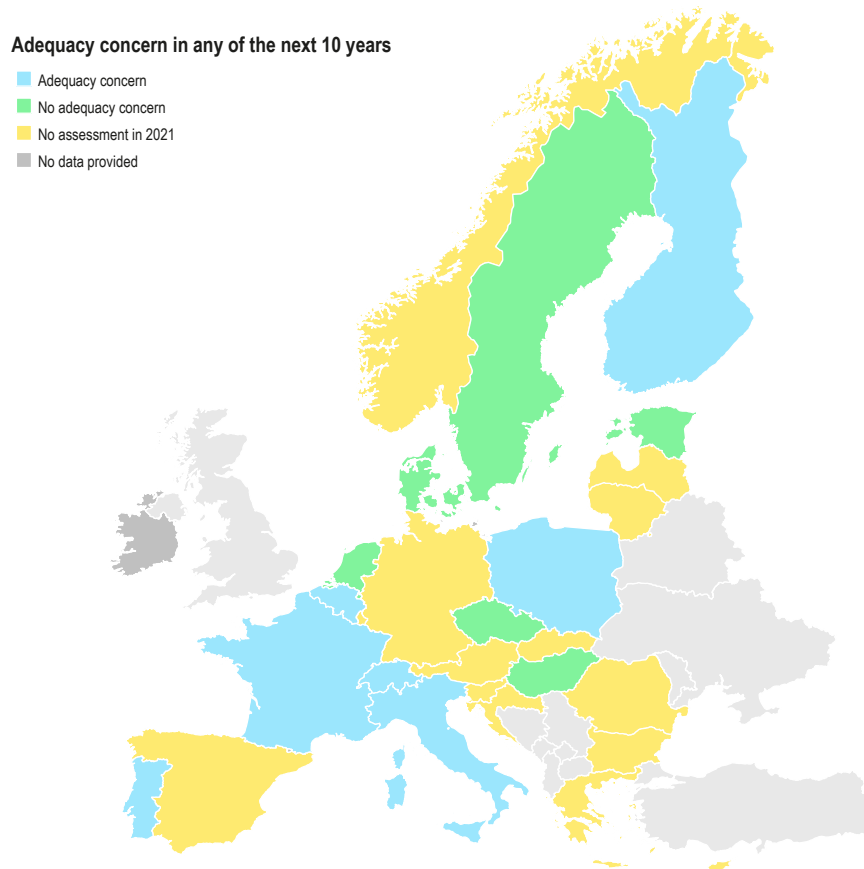 Adequacy concern in any of the next 10 years
Adequacy concern
No adequacy concern
No assessment in 2021
No data provided